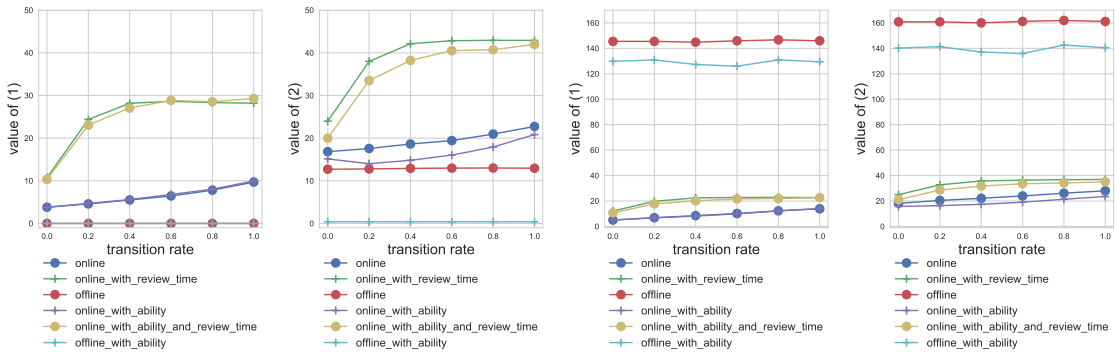 50
40
30
20
10
0
value of (1)
0.0 0.2 0.4 0.6 0.8 1.0
transition rate
online
online_with_review_time
offline
online_with_ability
online_with_ability_and_review_time
offline_with_ability
50
40
30
20
10
0
value of (2)
0.0 0.2 0.4 0.6 0.8 1.0
transition rate
online
online_with_review_time
offline
online_with_ability
online_with_ability_and_review_time
offline_with_ability
160
140
120
100
80
60
40
20
0
value of (1)
0.0 0.2 0.4 0.6 0.8 1.0
transition rate
online
online_with_review_time
offline
online_with_ability
online_with_ability_and_review_time
offline_with_ability
160
140
120
100
80
60
40
20
0
value of (2)
0.0 0.2 0.4 0.6 0.8 1.0
transition rate
online
online_with_review_time
offline
online_with_ability
online_with_ability_and_review_time
offline_with_ability